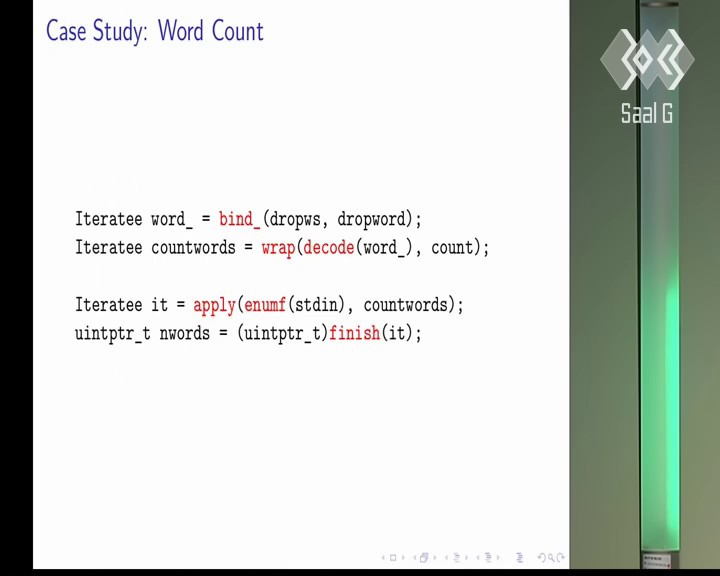 Case Study: Word Count
Saal G
Iteratee word_ = bind_(dropws, dropword);
Iteratee countwords = wrap(decode(word_), count);
Iteratee it = apply(enumf(stdin), countwords);
uintptr_t nwords = (uintptr_t)finish(it);